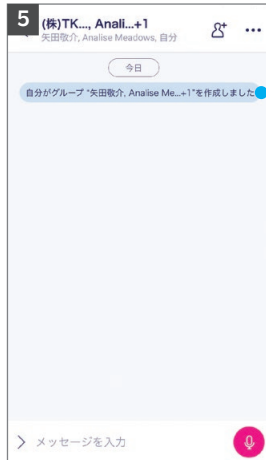 5
(株)TK..., Anali...+1
矢田敬介, Analise Meadows, 自分
今日
自分がグループ "矢田敬介, Analise Me...+1"を作成しました
メッセージを入力